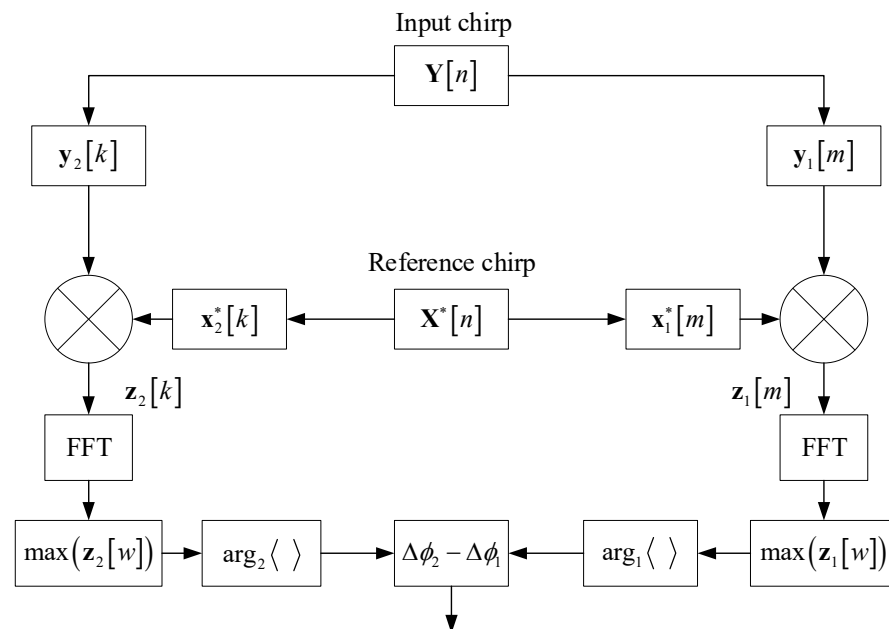 Input chirp
Y[n]
y₂[k]
y₁[m]
Reference chirp
x₂*[k]
X*[n]
x₁*[m]
z₂[k]
z₁[m]
FFT
FFT
max(z₂[w])
arg₂⟨ ⟩
Δϕ₂ − Δϕ₁
arg₁⟨ ⟩
max(z₁[w])